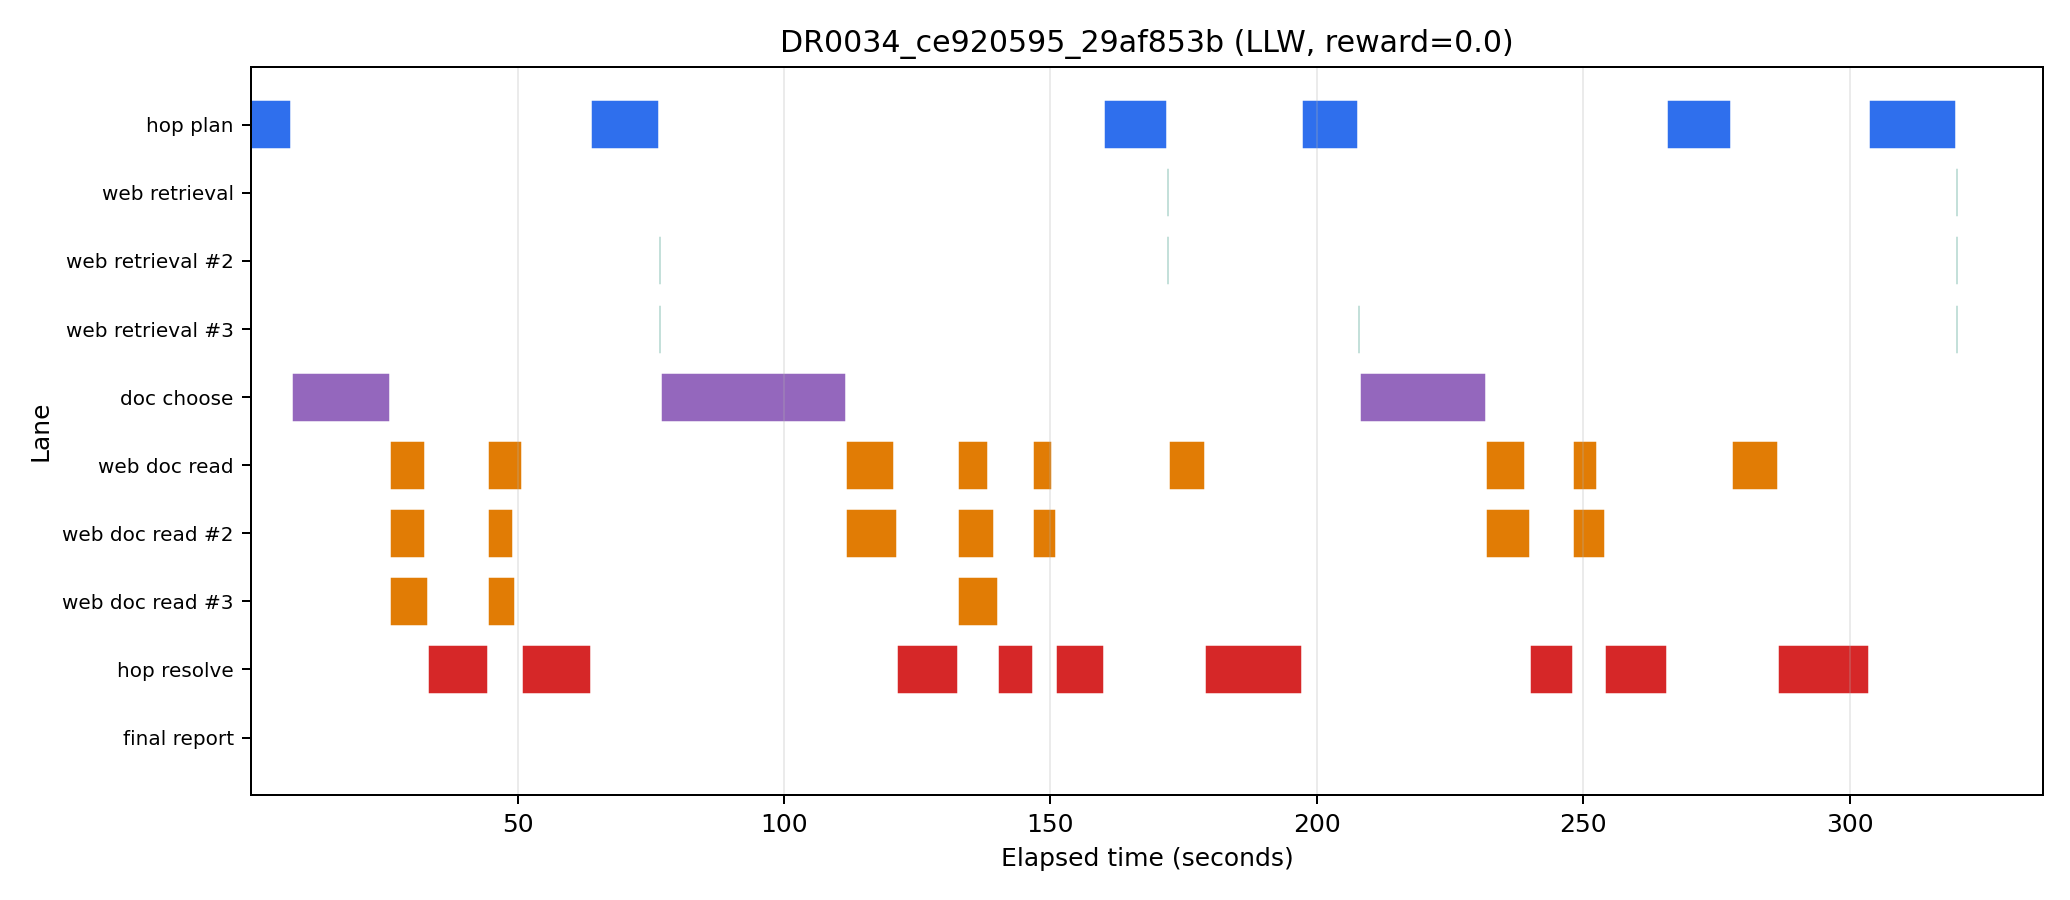 DR0034_ce920595_29af853b (LLW, reward=0.0)
Lane
hop plan
web retrieval
web retrieval #2
web retrieval #3
doc choose
web doc read
web doc read #2
web doc read #3
hop resolve
final report
50 100 150 200 250 300
Elapsed time (seconds)